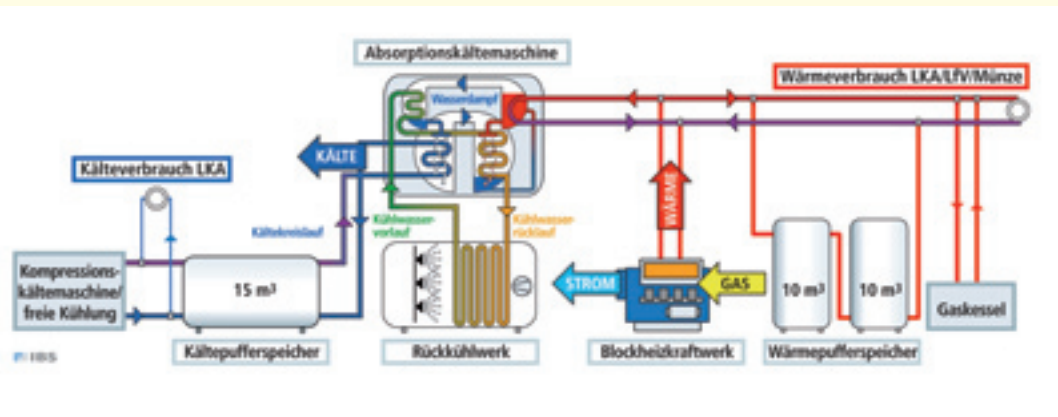 Absorptionskältemaschine
Wärmeverbrauch LKA/LfV/Münze
Wasserdampf
KÄLTE
Kälteverbrauch LKA
WÄRME
Kältekreislauf
Kühlwasser-
vorlauf
Kühlwasser-
rücklauf
Kompressions-
kältemaschine/
freie Kühlung
15 m³
STROM
GAS
10 m³
10 m³
Gaskessel
Kältepufferspeicher
Rückkühlwerk
Blockheizkraftwerk
Wärmepufferspeicher
IBS